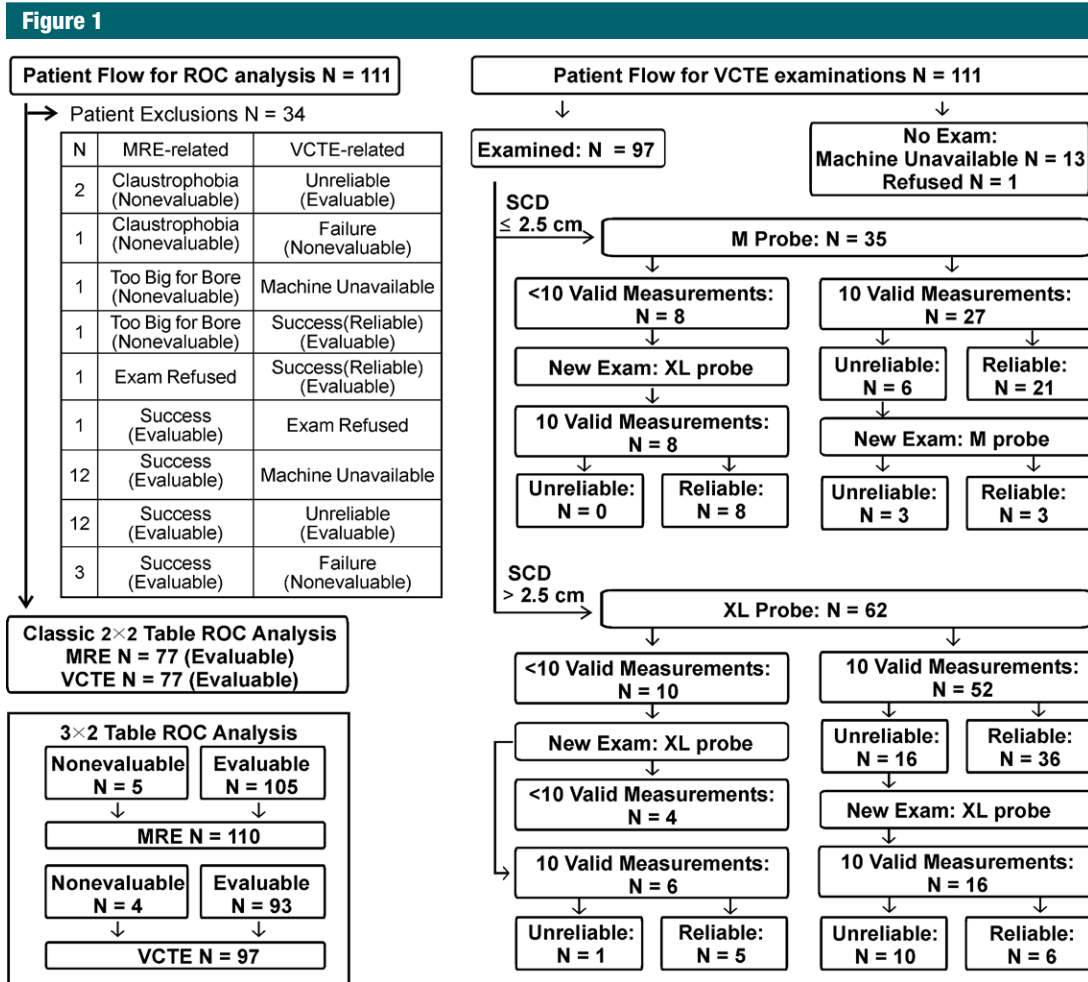 Figure 1
Patient Flow for ROC analysis N = 111
Patient Exclusions N = 34
N MRE-related VCTE-related
2 Claustrophobia (Nonevaluable) Unreliable (Evaluable)
1 Claustrophobia (Nonevaluable) Failure (Nonevaluable)
1 Too Big for Bore (Nonevaluable) Machine Unavailable
1 Too Big for Bore (Nonevaluable) Success(Reliable) (Evaluable)
1 Exam Refused Success(Reliable) (Evaluable)
1 Success (Evaluable) Exam Refused
12 Success (Evaluable) Machine Unavailable
12 Success (Evaluable) Unreliable (Evaluable)
3 Success (Evaluable) Failure (Nonevaluable)
Classic 2×2 Table ROC Analysis
MRE N = 77 (Evaluable)
VCTE N = 77 (Evaluable)
3×2 Table ROC Analysis
Nonevaluable
N = 5
Evaluable
N = 105
MRE N = 110
Nonevaluable
N = 4
Evaluable
N = 93
VCTE N = 97
Patient Flow for VCTE examinations N = 111
Examined: N = 97
No Exam:
Machine Unavailable N = 13
Refused N = 1
SCD
≤ 2.5 cm
M Probe: N = 35
<10 Valid Measurements:
N = 8
New Exam: XL probe
10 Valid Measurements:
N = 8
Unreliable:
N = 0
Reliable:
N = 8
10 Valid Measurements:
N = 27
Unreliable:
N = 6
Reliable:
N = 21
New Exam: M probe
Unreliable:
N = 3
Reliable:
N = 3
SCD
> 2.5 cm
XL Probe: N = 62
<10 Valid Measurements:
N = 10
New Exam: XL probe
<10 Valid Measurements:
N = 4
10 Valid Measurements:
N = 6
Unreliable:
N = 1
Reliable:
N = 5
10 Valid Measurements:
N = 52
Unreliable:
N = 16
Reliable:
N = 36
New Exam: XL probe
10 Valid Measurements:
N = 16
Unreliable:
N = 10
Reliable:
N = 6